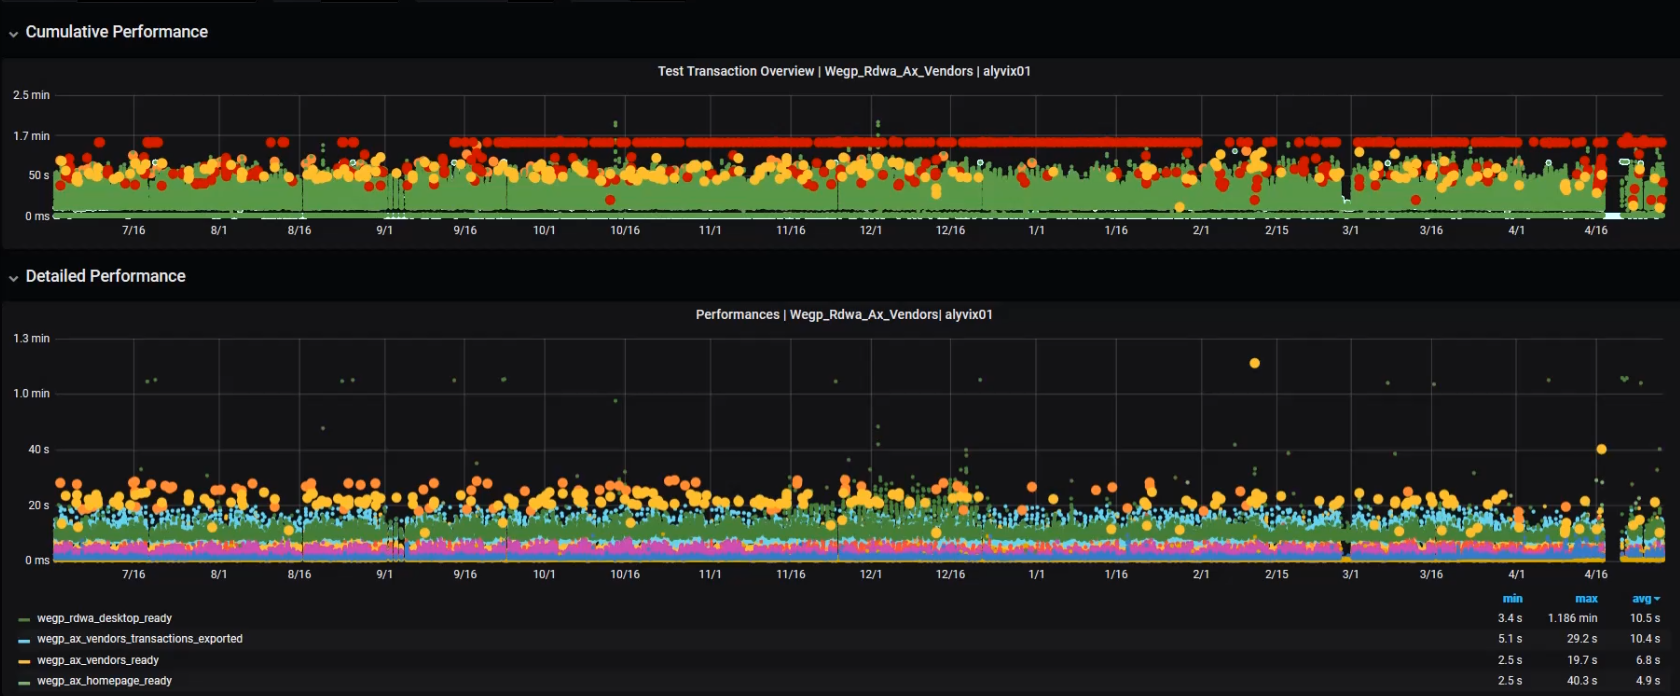 Cumulative Performance
Test Transaction Overview | Wegp_Rdwa_Ax_Vendors | alyvix01
2.5 min
1.7 min
50 s
0 ms
7/16 8/1 8/16 9/1 9/16 10/1 10/16 11/1 11/16 12/1 12/16 1/1 1/16 2/1 2/15 3/1 3/16 4/1 4/16
Detailed Performance
Performances | Wegp_Rdwa_Ax_Vendors| alyvix01
1.3 min
1.0 min
40 s
20 s
0 ms
7/16 8/1 8/16 9/1 9/16 10/1 10/16 11/1 11/16 12/1 12/16 1/1 1/16 2/1 2/15 3/1 3/16 4/1 4/16
min max avg
wegp_rdwa_desktop_ready 3.4 s 1.186 min 10.5 s
wegp_ax_vendors_transactions_exported 5.1 s 29.2 s 10.4 s
wegp_ax_vendors_ready 2.5 s 19.7 s 6.8 s
wegp_ax_homepage_ready 2.5 s 40.3 s 4.9 s